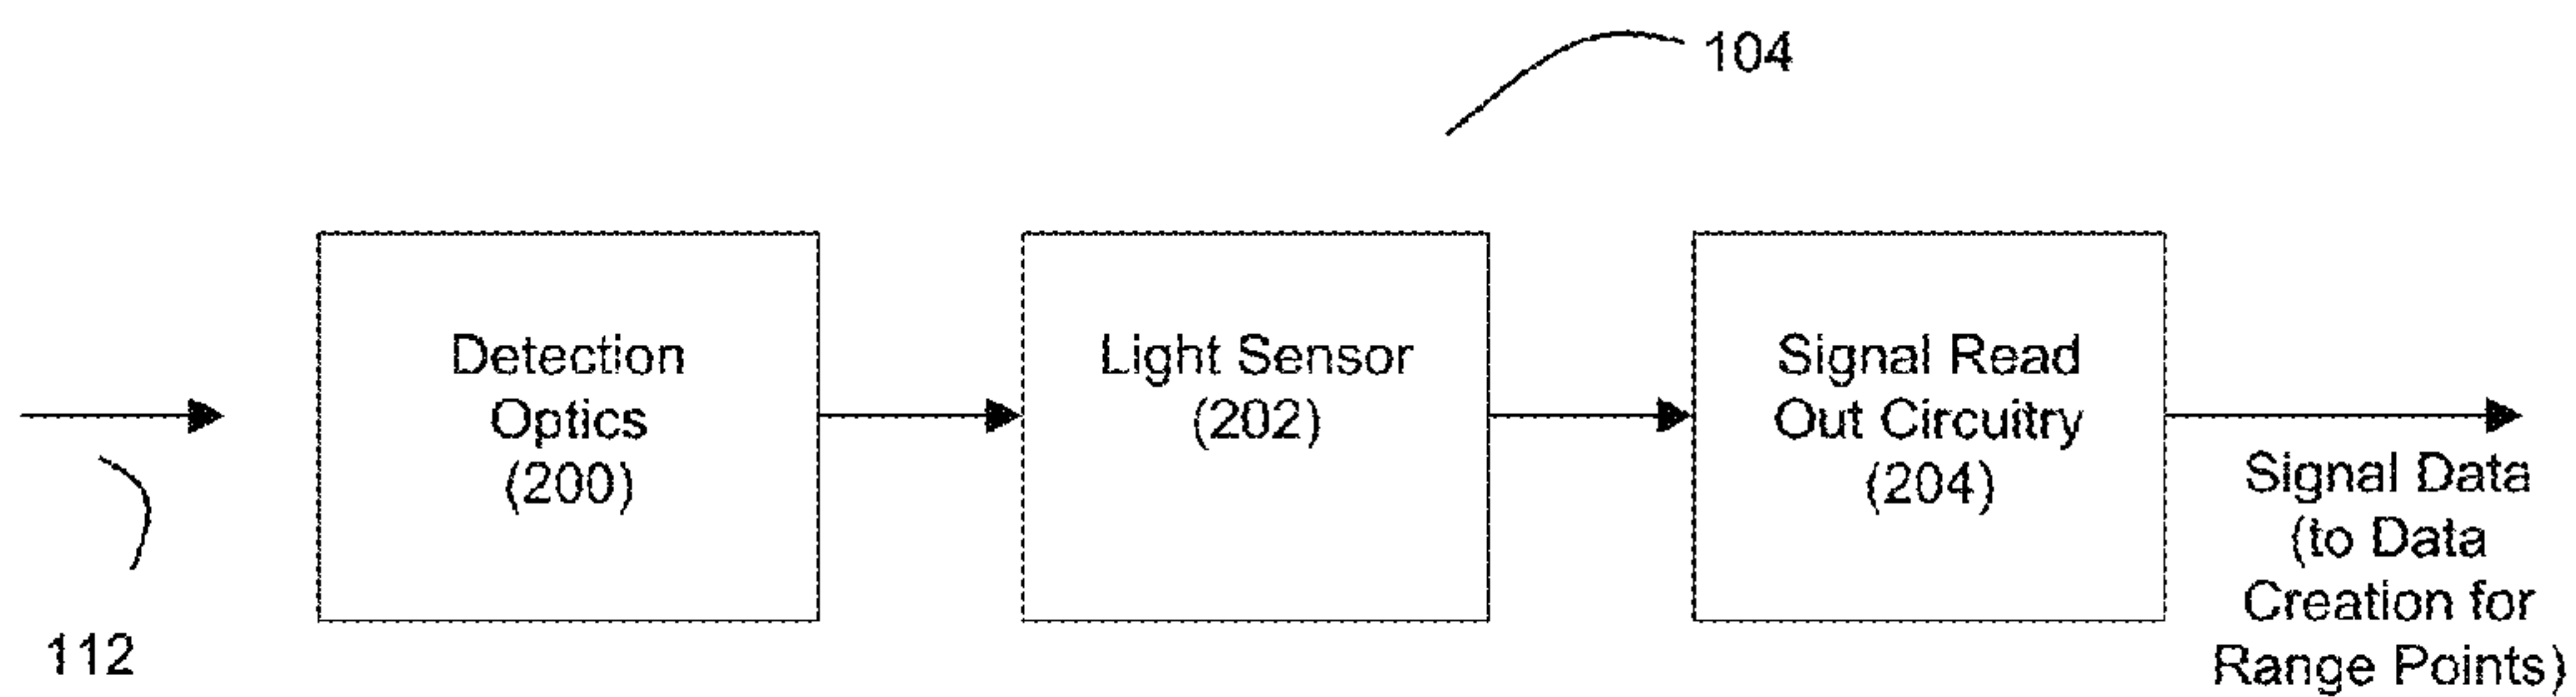 104
Detection
Optics
(200)
Light Sensor
(202)
Signal Read
Out Circuitry
(204)
Signal Data
(to Data
Creation for
Range Points)
112